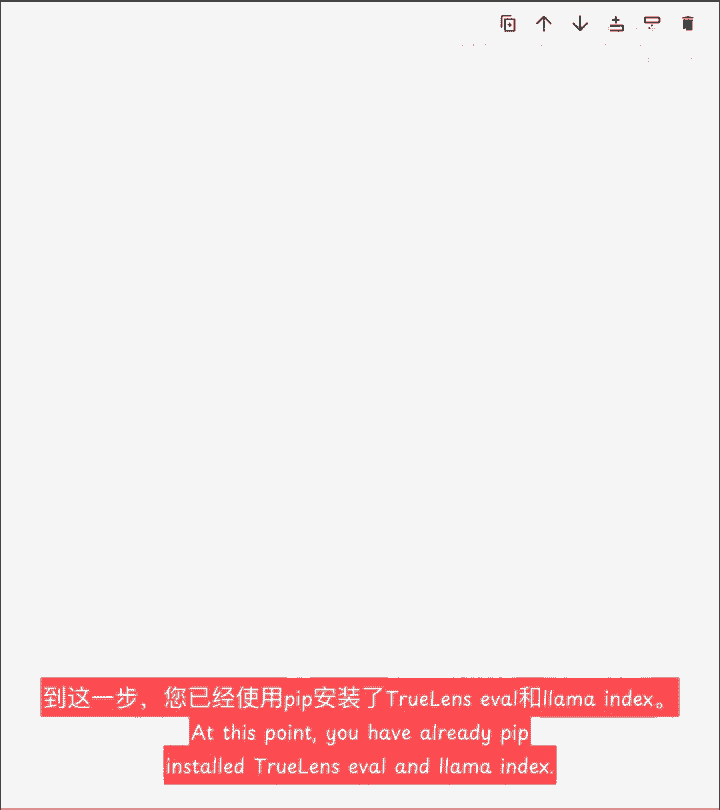 到这一步，您已经使用pip安装了TrueLens eval和llama index。
At this point, you have already pip
installed TrueLens eval and llama index.